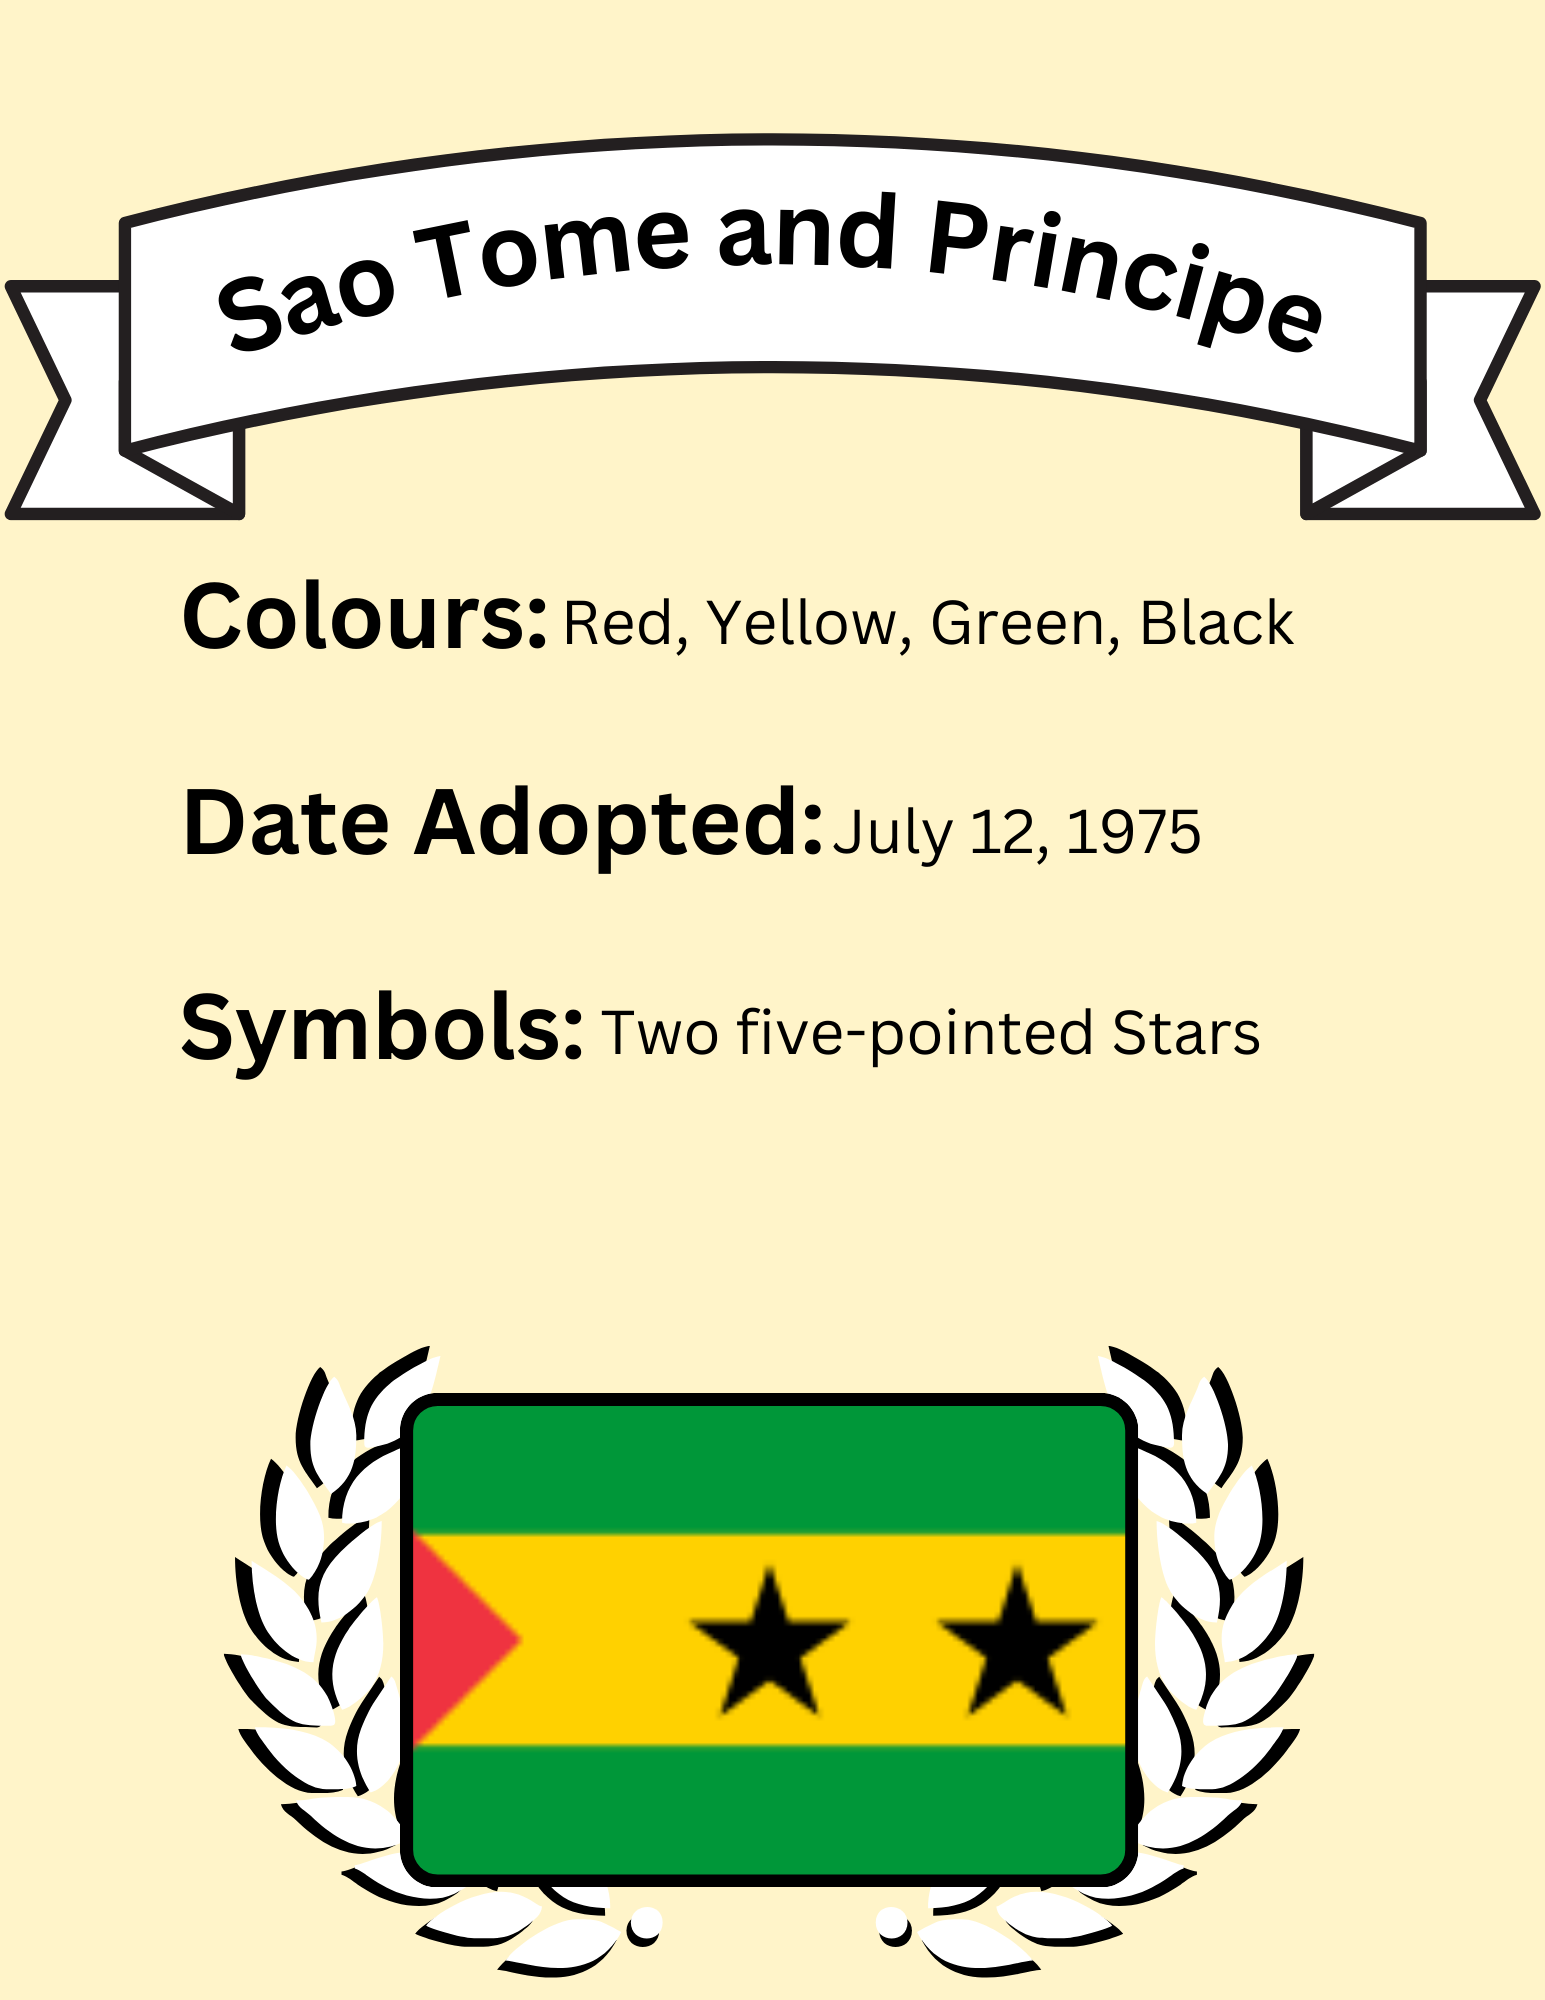 Sao Tome and Principe
Colours: Red, Yellow, Green, Black
Date Adopted: July 12, 1975
Symbols: Two five-pointed Stars